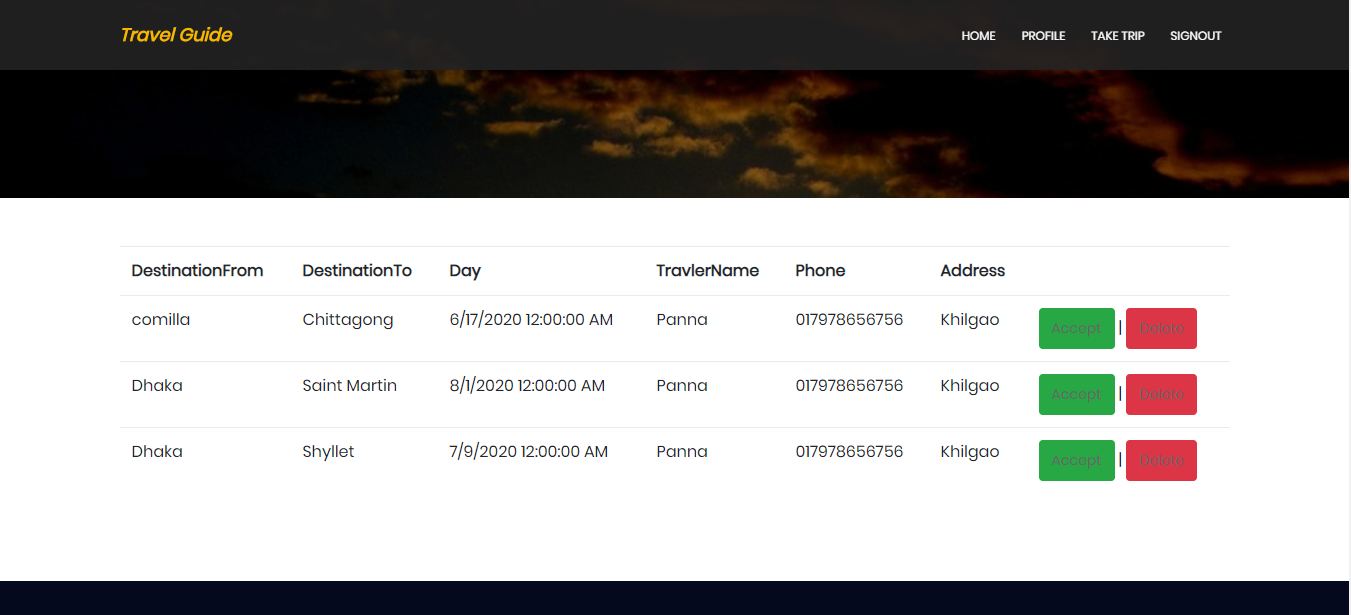 Travel Guide HOME PROFILE TAKE TRIP SIGNOUT
DestinationFrom DestinationTo Day TravlerName Phone Address
comilla Chittagong 6/17/2020 12:00:00 AM Panna 017978656756 Khilgao Accept | Delete
Dhaka Saint Martin 8/1/2020 12:00:00 AM Panna 017978656756 Khilgao Accept | Delete
Dhaka Shyllet 7/9/2020 12:00:00 AM Panna 017978656756 Khilgao Accept | Delete